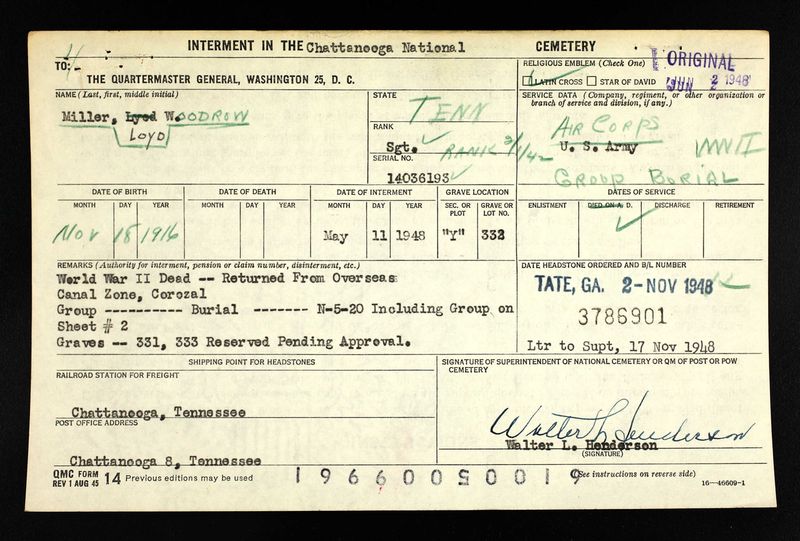 INTERMENT IN THE Chattanooga National CEMETERY
TO:
THE QUARTERMASTER GENERAL, WASHINGTON 25, D. C.
RELIGIOUS EMBLEM (Check One)
LATIN CROSS STAR OF DAVID
ORIGINAL
JUN 2 1948
NAME (Last, first, middle initial)
Miller, Lyod WOODROW
LOYD
STATE
TENN
RANK
Sgt. RANK 3/1/42
SERIAL NO.
14036193
SERVICE DATA (Company, regiment, or other organization or
branch of service and division, if any.)
AIR CORPS
U. S. Army WWII
GROUP BURIAL
DATE OF BIRTH DATE OF DEATH DATE OF INTERMENT GRAVE LOCATION DATES OF SERVICE
MONTH DAY YEAR MONTH DAY YEAR MONTH DAY YEAR SEC. OR PLOT GRAVE OR LOT NO. ENLISTMENT DIED ON A. D. DISCHARGE RETIREMENT
NOV 18 1916 May 11 1948 "Y" 332
REMARKS (Authority for interment, pension or claim number, disinterment, etc.)
World War II Dead -- Returned From Overseas
Canal Zone, Corozal
Group ---------- Burial ------- N-5-20 Including Group on
Sheet # 2
Graves -- 331, 333 Reserved Pending Approval.
DATE HEADSTONE ORDERED AND B/L NUMBER
TATE, GA. 2-NOV 1948
3786901
Ltr to Supt, 17 Nov 1948
SHIPPING POINT FOR HEADSTONES
RAILROAD STATION FOR FREIGHT
Chattanooga, Tennessee
POST OFFICE ADDRESS
Chattanooga 8, Tennessee
SIGNATURE OF SUPERINTENDENT OF NATIONAL CEMETERY OR QM OF POST OR POW
CEMETERY
Walter L Henderson
Walter L. Henderson
(SIGNATURE)
QMC FORM
REV 1 AUG 45 14 Previous editions may be used
(See instructions on reverse side)
16—46609-1